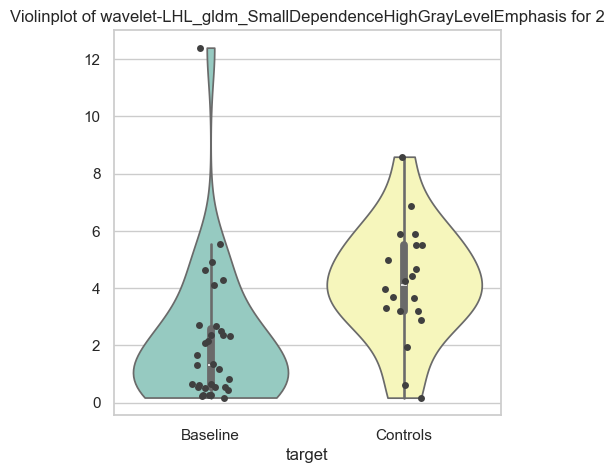 Violinplot of wavelet-LHL_gldm_SmallDependenceHighGrayLevelEmphasis for 2
12
10
8
6
4
2
0
Baseline Controls
target